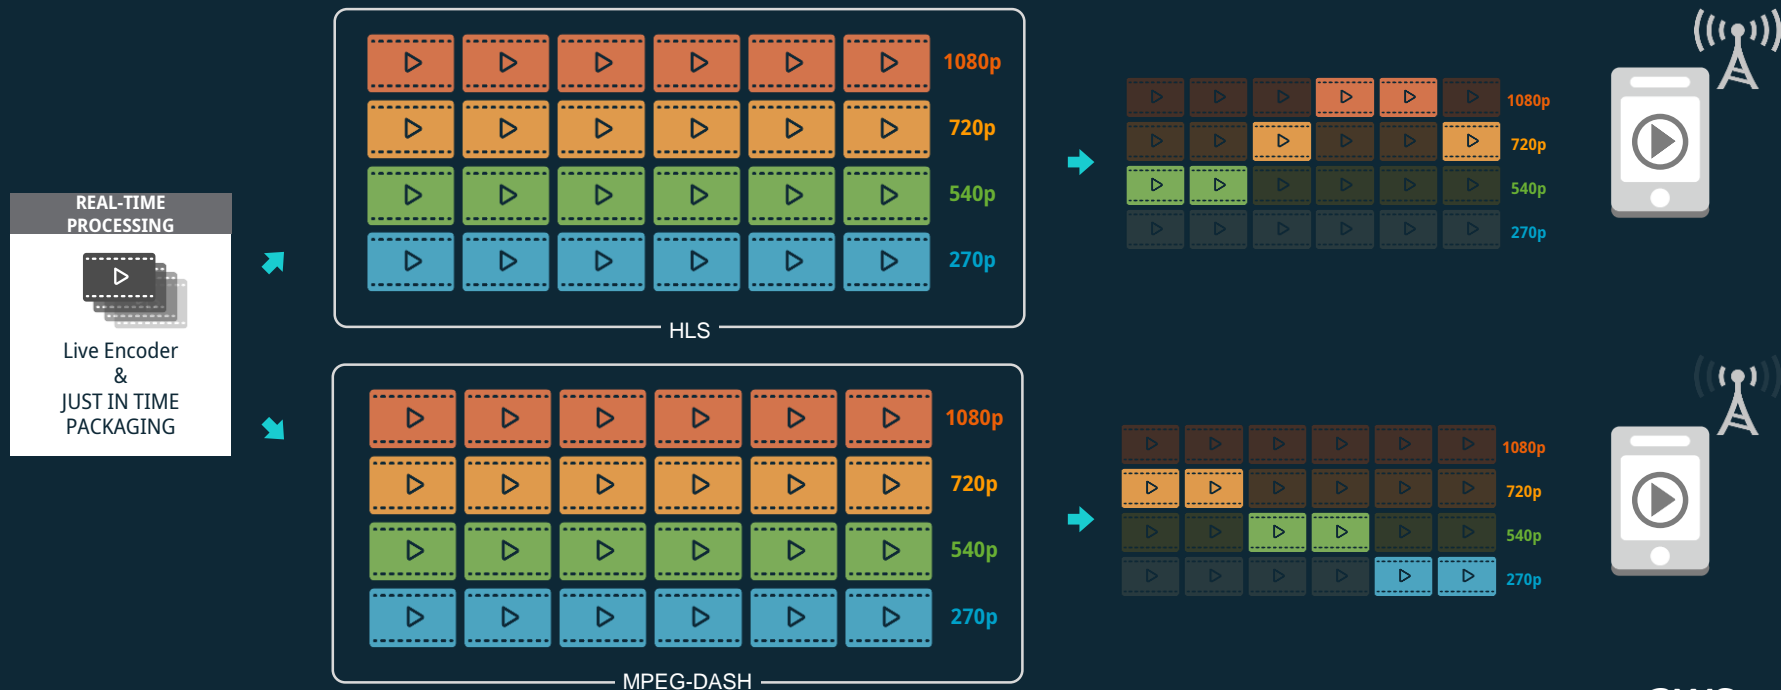 REAL-TIME
PROCESSING
Live Encoder
&
JUST IN TIME
PACKAGING
1080p
720p
540p
270p
HLS
1080p
720p
540p
270p
1080p
720p
540p
270p
MPEG-DASH
1080p
720p
540p
270p